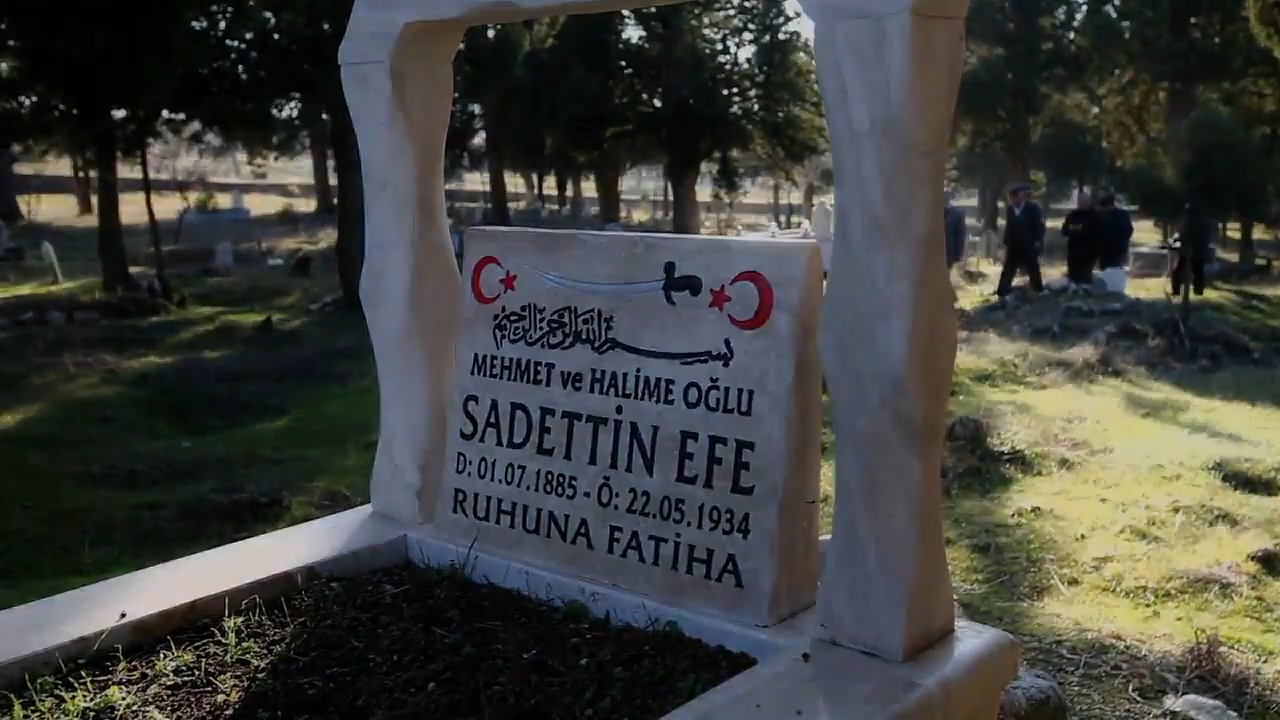 بسم الله الرحمن الرحيم
MEHMET ve HALİME OĞLU
SADETTİN EFE
D: 01.07.1885 - Ö: 22.05.1934
RUHUNA FATİHA